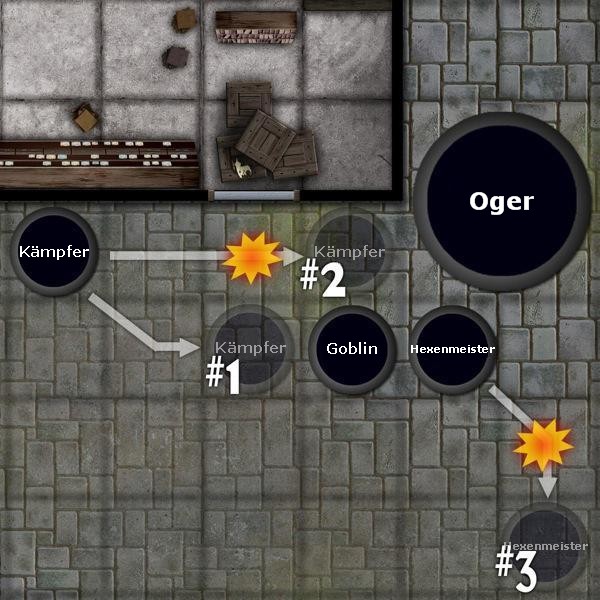 Oger
Kämpfer
Kämpfer
#2
Kämpfer
#1
Goblin
Hexenmeister
Hexenmeister
#3